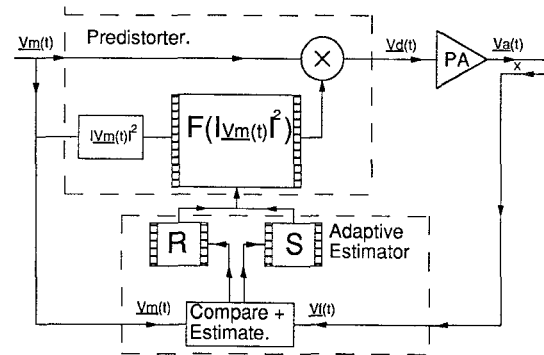 Vm(t)
Predistorter.
Vd(t)
Va(t)
×
PA
x
|Vm(t)|²
F(|Vm(t)|²)
R
S
Adaptive
Estimator
Vm(t)
Compare +
Estimate.
Vf(t)